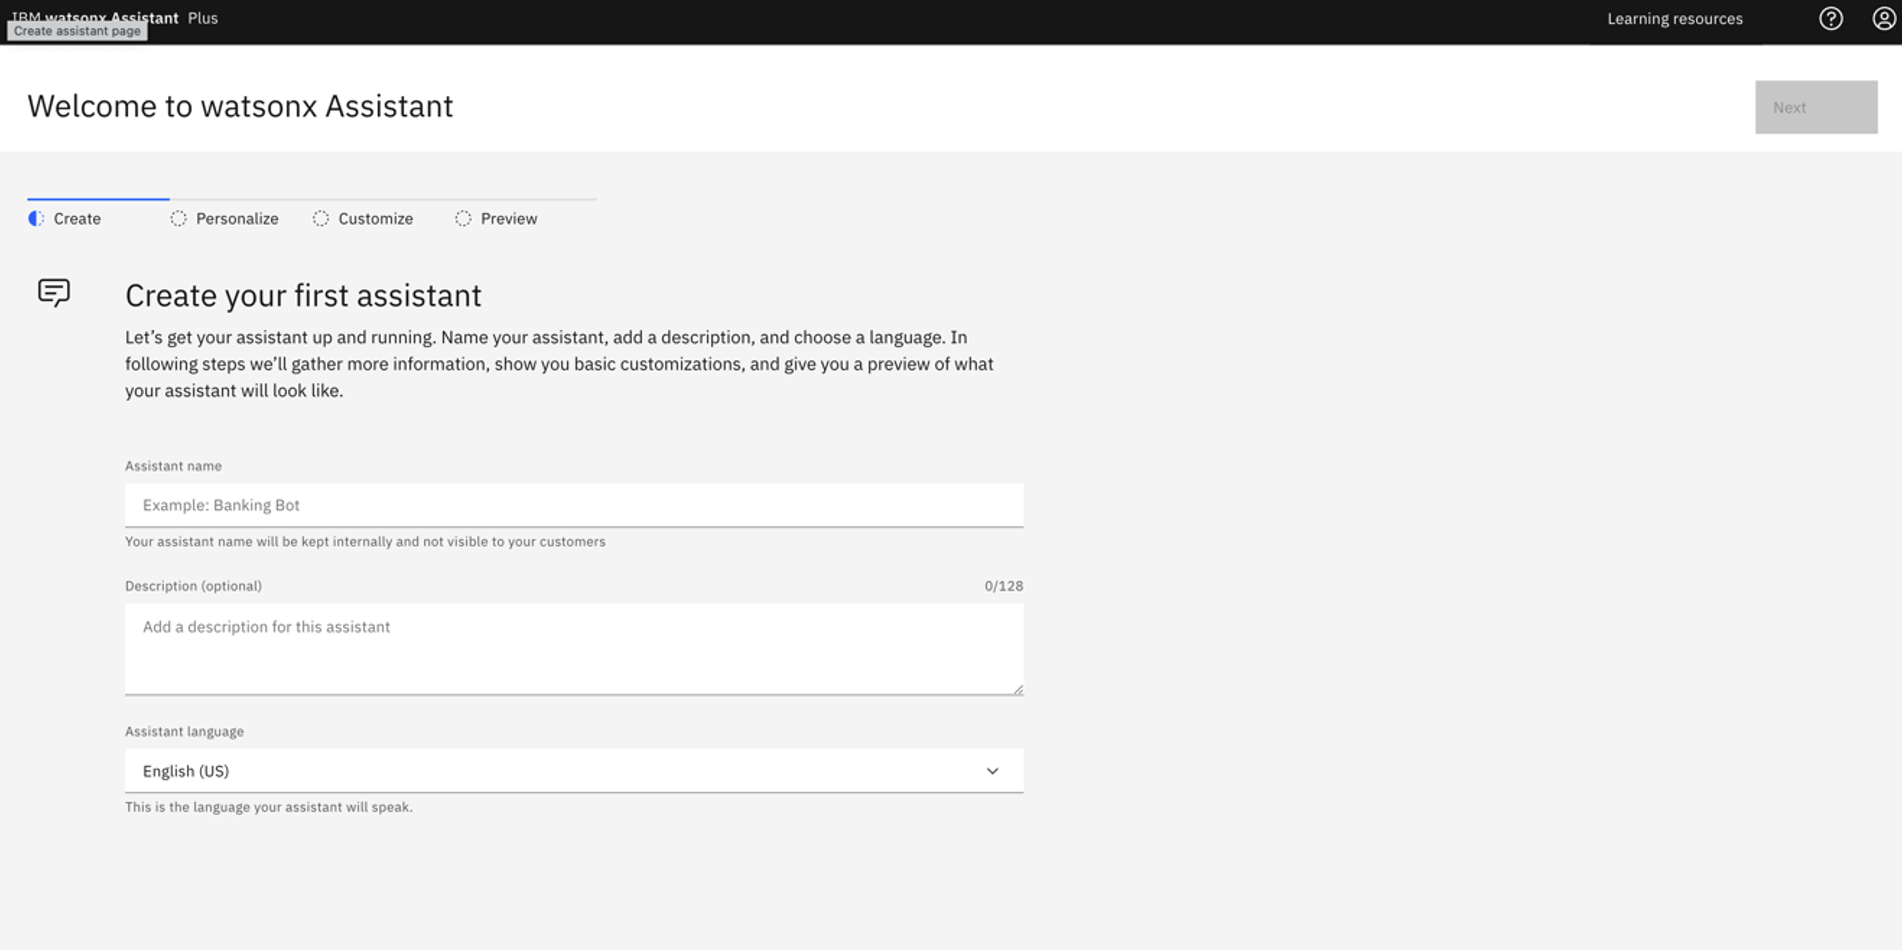 IBM watsonx Assistant Plus
Create assistant page
Learning resources
Welcome to watsonx Assistant
Next
Create
Personalize
Customize
Preview
Create your first assistant
Let’s get your assistant up and running. Name your assistant, add a description, and choose a language. In
following steps we’ll gather more information, show you basic customizations, and give you a preview of what
your assistant will look like.
Assistant name
Example: Banking Bot
Your assistant name will be kept internally and not visible to your customers
Description (optional)
0/128
Add a description for this assistant
Assistant language
English (US)
This is the language your assistant will speak.